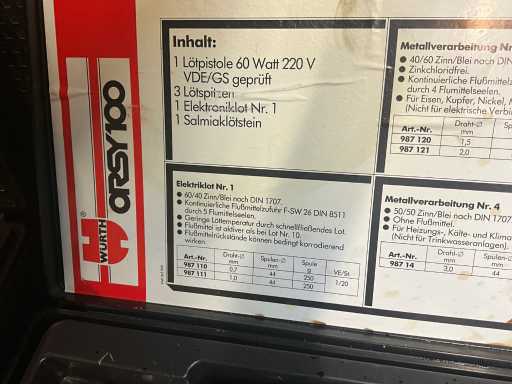 Inhalt:
1 Lötpistole 60 Watt 220 V
VDE/GS geprüft
3 Lötspitzen
1 Elektroniklot Nr. 1
1 Salmiaklötstein
Metallverarbeitung Nr
40/60 Zinn/Blei nach DIN
Zinkchloridfrei.
Kontinuierliche Flußmittelz
durch 4 Flumittelseelen.
Für Eisen, Kupfer, Nickel, M
(Nicht für elektrische Verbin
Art.-Nr. Draht-Ø mm Spulen
987 120 1,5
987 121 2,0
Elektriklot Nr. 1
• 60/40 Zinn/Blei nach DIN 1707.
• Kontinuierliche Flußmittelzufuhr F-SW 26 DIN 8511
durch 5 Flumittelseelen.
• Geringe Löttemperatur durch schnellfließendes Lot.
• Flußmittel ist aktiver als bei Lot Nr. 10.
• Flußmittelrückstände können bedingt korrodierend
wirken.
Art.-Nr. Draht-Ø mm Spulen-Ø mm Spule g VE/St
987 110 0,7 44 250 1/20
987 111 1,0 44 250
Metallverarbeitung Nr. 4
• 50/50 Zinn/Blei nach DIN
• Ohne Flußmittel.
• Für Heizungs-, Kälte- und Klima
(Nicht für Trinkwasseranlagen).
Art.-Nr. Draht-Ø mm Spulen-Ø mm
987 14 3,0 44
WÜRTH
®
ORSY100